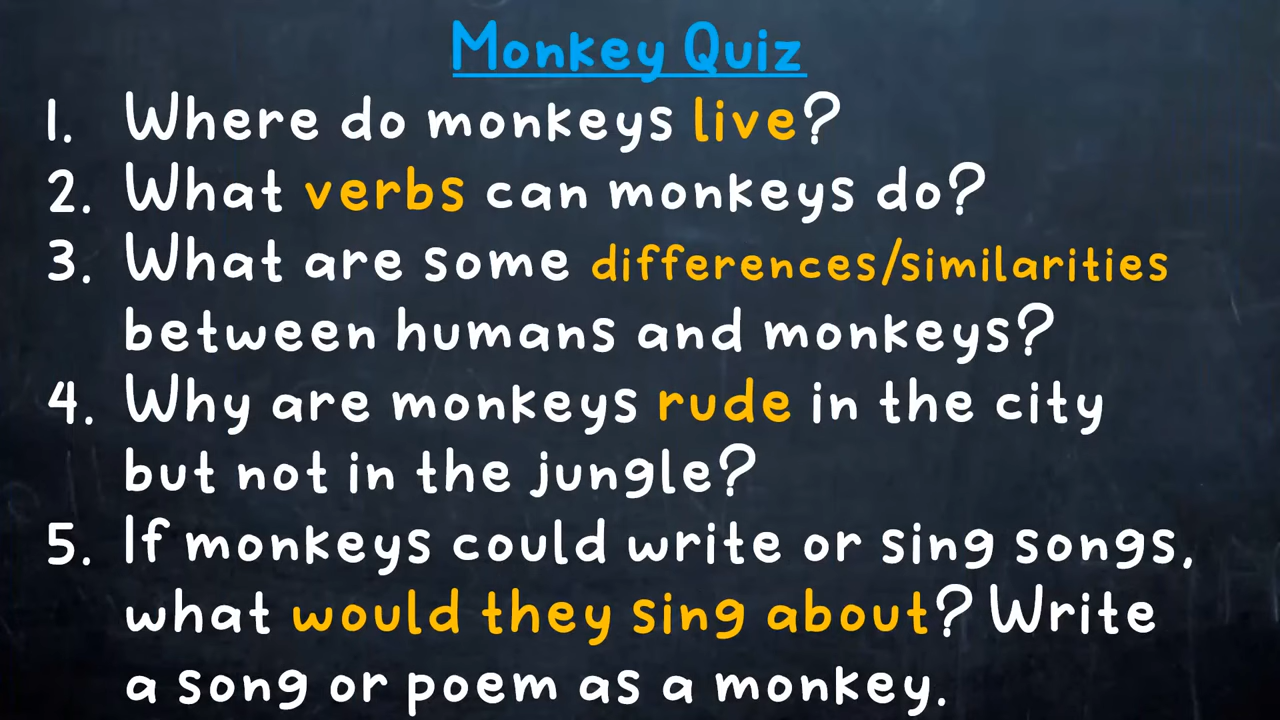 Monkey Quiz
1. Where do monkeys live?
2. What verbs can monkeys do?
3. What are some differences/similarities
between humans and monkeys?
4. Why are monkeys rude in the city
but not in the jungle?
5. If monkeys could write or sing songs,
what would they sing about? Write
a song or poem as a monkey.